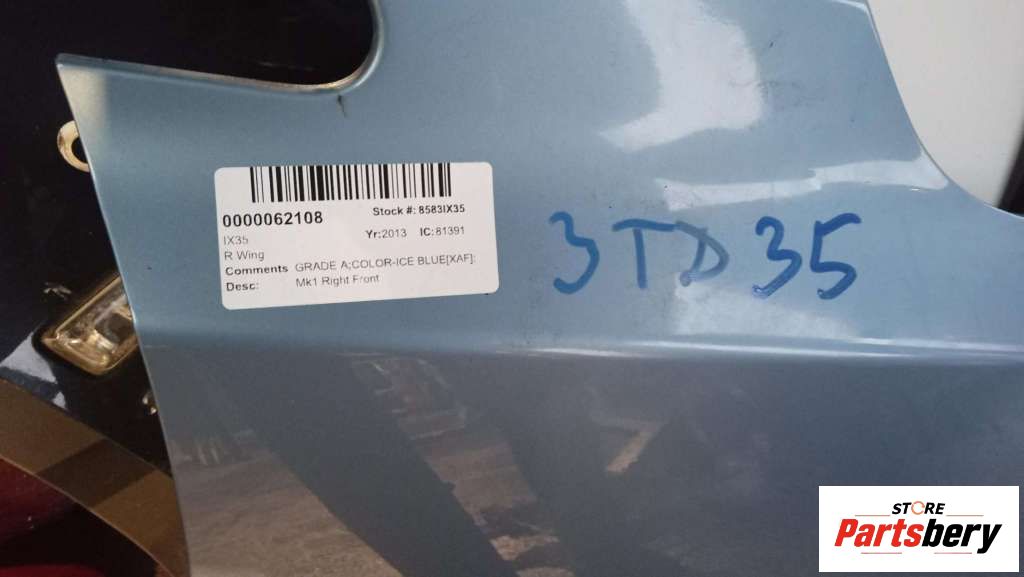 0000062108 Stock #: 8583IX35
IX35 Yr:2013 IC:81391
R Wing
Comments GRADE A;COLOR-ICE BLUE[XAF]:
Desc: Mk1 Right Front
3TD35
STORE
Partsbery